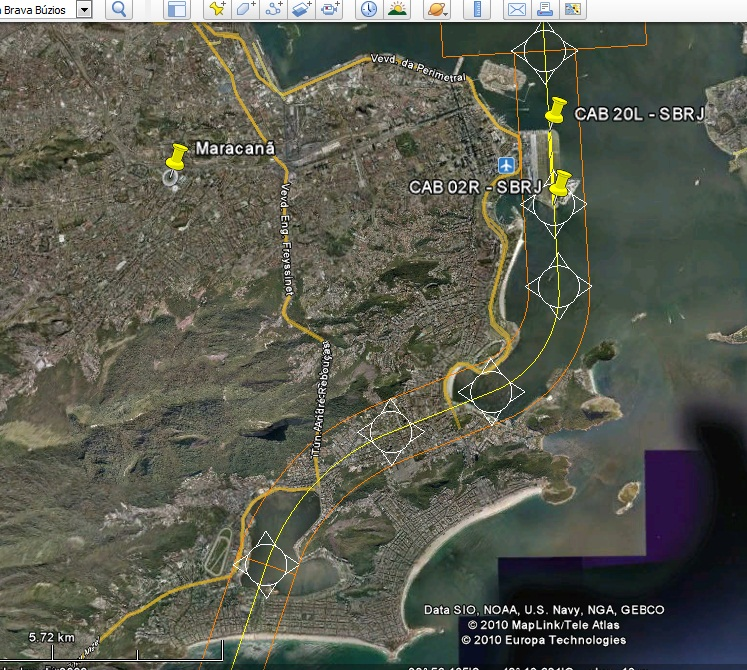 Brava Búzios
Vevd. da Perimetral
CAB 20L - SBRJ
Maracanã
CAB 02R - SBRJ
Vevd. Eng. Freyssinet
Tún. André Rebouças
Data SIO, NOAA, U.S. Navy, NGA, GEBCO
© 2010 MapLink/Tele Atlas
5.72 km
© 2010 Europa Technologies